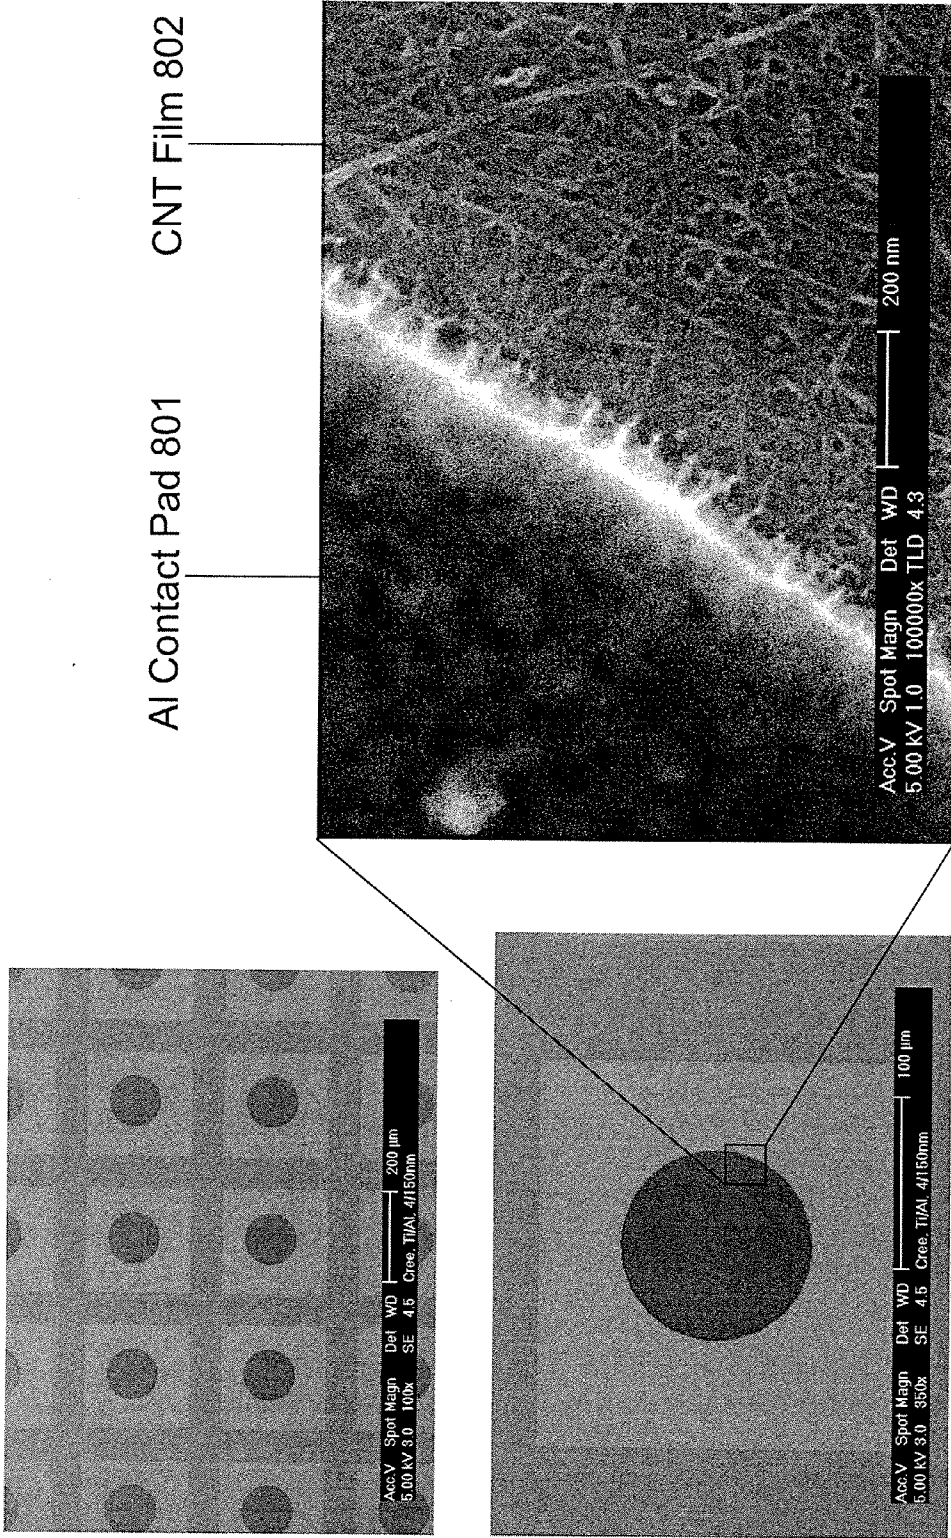 Al Contact Pad 801
CNT Film 802
Acc.V Spot Magn Det WD
5.00 kV 3.0 100x SE 4.5 Cree, Ti/Al, 4/150nm
200 µm
Acc.V Spot Magn Det WD
5.00 kV 3.0 350x SE 4.5 Cree, Ti/Al, 4/150nm
100 µm
Acc.V Spot Magn Det WD
5.00 kV 1.0 100000x TLD 4.3
200 nm